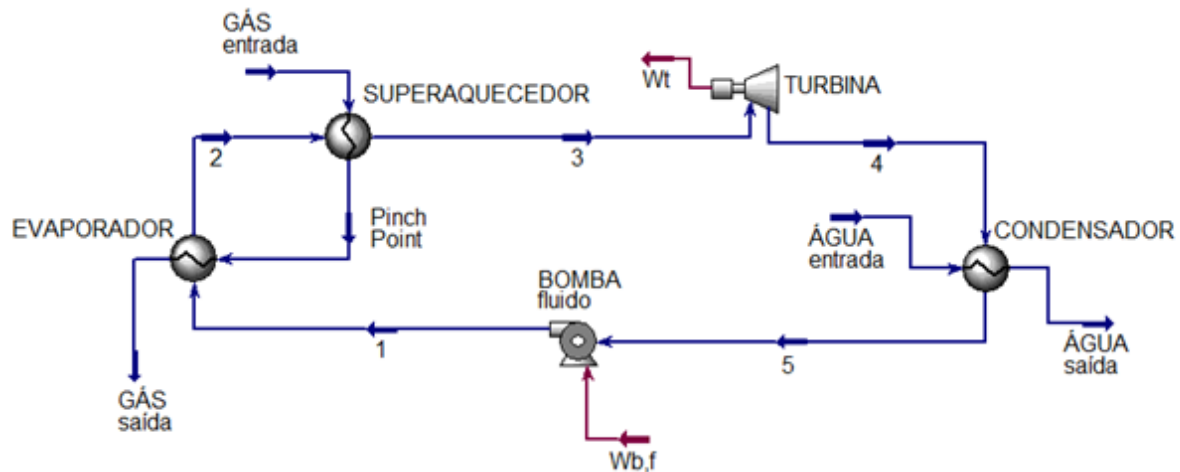 GÁS
entrada
SUPERAQUECEDOR
Wt
TURBINA
2
3
4
EVAPORADOR
Pinch
Point
ÁGUA
entrada
CONDENSADOR
BOMBA
fluido
1
5
ÁGUA
saída
GÁS
saída
Wb,f